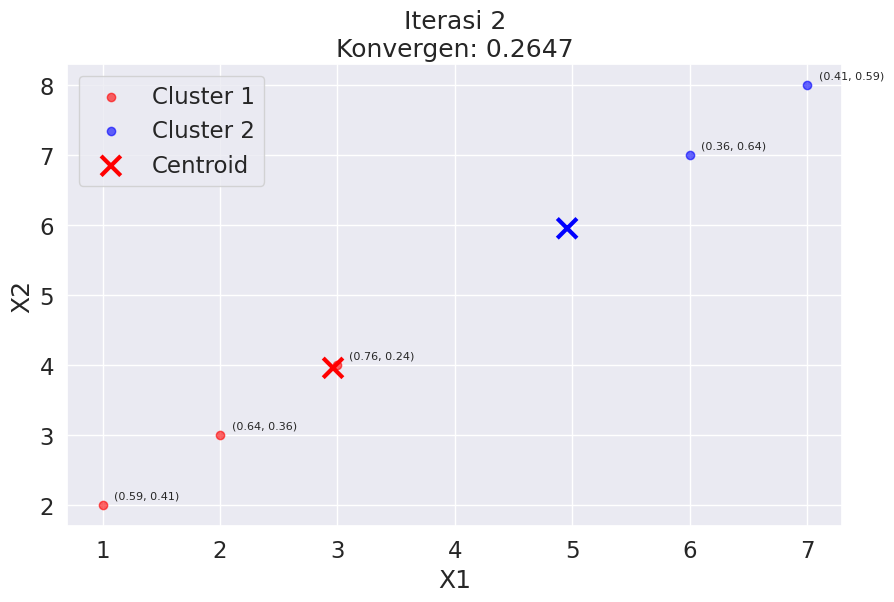 Iterasi 2
Konvergen: 0.2647
Cluster 1
Cluster 2
Centroid
(0.41, 0.59)
(0.36, 0.64)
(0.76, 0.24)
(0.64, 0.36)
(0.59, 0.41)
8
7
6
5
4
3
2
X2
1 2 3 4 5 6 7
X1